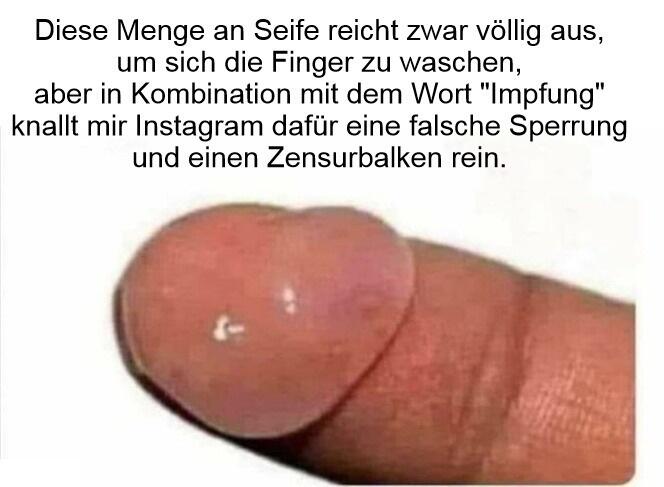 Diese Menge an Seife reicht zwar völlig aus,
um sich die Finger zu waschen,
aber in Kombination mit dem Wort "Impfung"
knallt mir Instagram dafür eine falsche Sperrung
und einen Zensurbalken rein.